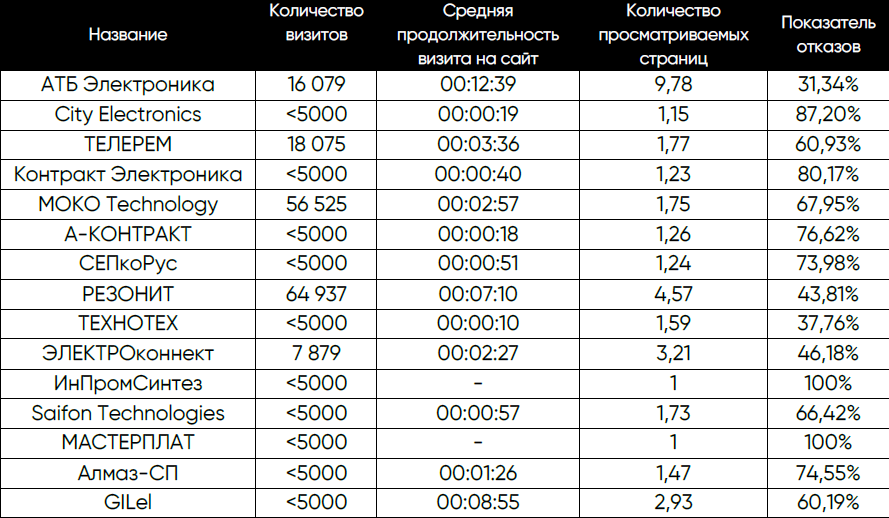 Название Количество визитов Средняя продолжительность визита на сайт Количество просматриваемых страниц Показатель отказов
АТБ Электроника 16 079 00:12:39 9,78 31,34%
City Electronics <5000 00:00:19 1,15 87,20%
ТЕЛЕРЕМ 18 075 00:03:36 1,77 60,93%
Контракт Электроника <5000 00:00:40 1,23 80,17%
MOKO Technology 56 525 00:02:57 1,75 67,95%
А-КОНТРАКТ <5000 00:00:18 1,26 76,62%
СЕПкоРус <5000 00:00:51 1,24 73,98%
РЕЗОНИТ 64 937 00:07:10 4,57 43,81%
ТЕХНОТЕХ <5000 00:00:10 1,59 37,76%
ЭЛЕКТРОконнект 7 879 00:02:27 3,21 46,18%
ИнПромСинтез <5000 - 1 100%
Saifon Technologies <5000 00:00:57 1,73 66,42%
МАСТЕРПЛАТ <5000 - 1 100%
Алмаз-СП <5000 00:01:26 1,47 74,55%
GILel <5000 00:08:55 2,93 60,19%